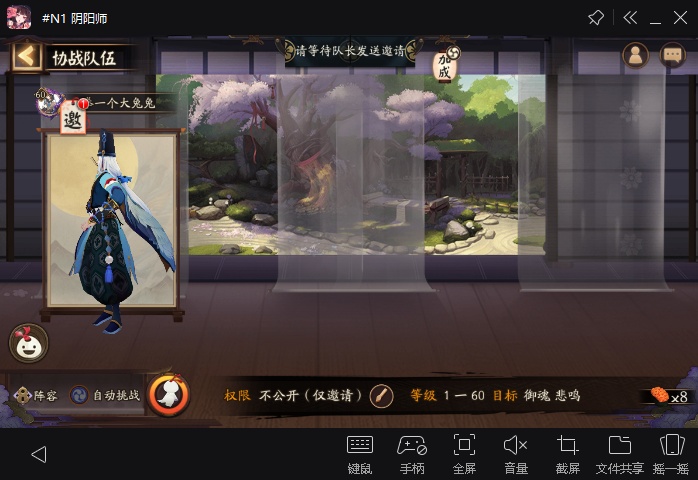 #N1 阴阳师
协战队伍
请等待队长发送邀请
加成
60
一个大兔兔
邀
1
阵容
自动挑战
权限 不公开（仅邀请）
等级 1 一 60 目标 御魂 悲鸣
x8
键鼠
手柄
全屏
音量
截屏
文件共享
摇一摇